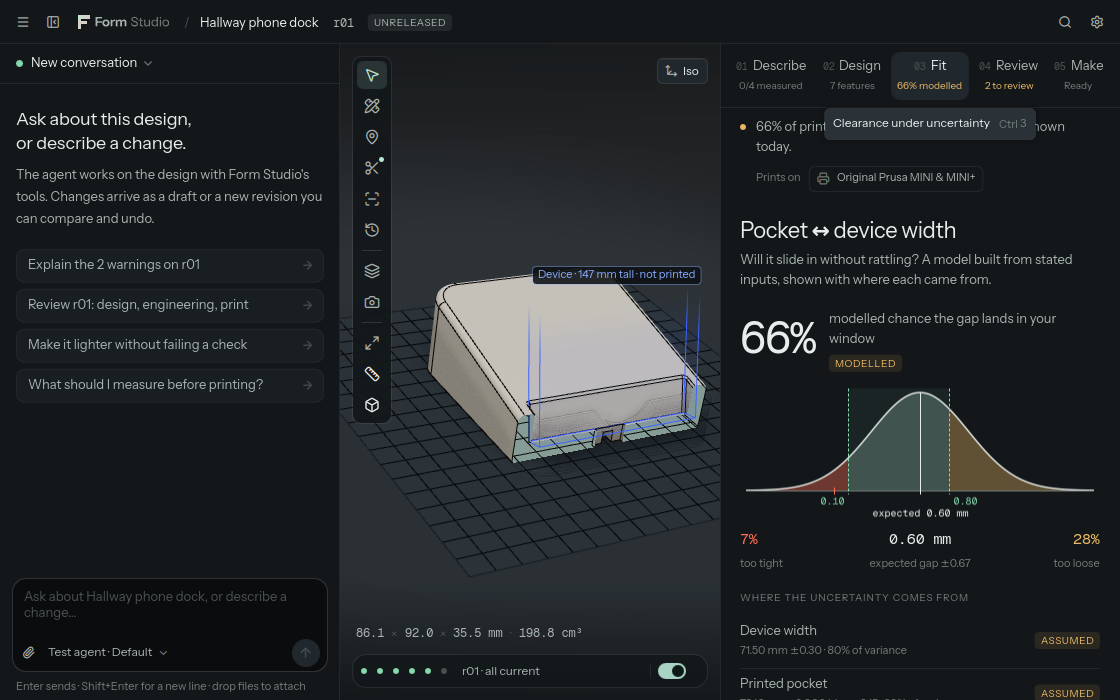 Form Studio / Hallway phone dock r01 UNRELEASED
New conversation
Ask about this design,
or describe a change.
The agent works on the design with Form Studio's
tools. Changes arrive as a draft or a new revision you
can compare and undo.
Explain the 2 warnings on r01
Review r01: design, engineering, print
Make it lighter without failing a check
What should I measure before printing?
Ask about Hallway phone dock, or describe a
change...
Test agent · Default
Enter sends · Shift+Enter for a new line · drop files to attach
Iso
Device · 147 mm tall · not printed
86.1 × 92.0 × 35.5 mm · 198.8 cm³
r01 · all current
01 Describe
0/4 measured
02 Design
7 features
03 Fit
66% modelled
04 Review
2 to review
05 Make
Ready
Clearance under uncertainty Ctrl 3
66% of
today.
Prints on Original Prusa MINI & MINI+
Pocket ↔ device width
Will it slide in without rattling? A model built from stated
inputs, shown with where each came from.
66%
modelled chance the gap lands in your
window
MODELLED
0.10
0.80
expected 0.60 mm
7%
too tight
0.60 mm
expected gap ±0.67
28%
too loose
WHERE THE UNCERTAINTY COMES FROM
Device width
71.50 mm ±0.30 · 80% of variance
ASSUMED
Printed pocket
ASSUMED